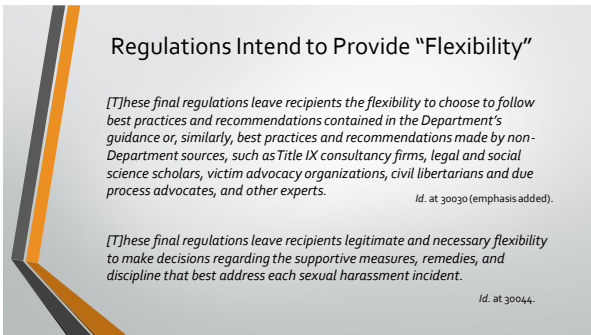 Regulations Intend to Provide “Flexibility”
[T]hese final regulations leave recipients the flexibility to choose to follow
best practices and recommendations contained in the Department’s
guidance or, similarly, best practices and recommendations made by non-
Department sources, such as Title IX consultancy firms, legal and social
science scholars, victim advocacy organizations, civil libertarians and due
process advocates, and other experts.
Id. at 30030 (emphasis added).
[T]hese final regulations leave recipients legitimate and necessary flexibility
to make decisions regarding the supportive measures, remedies, and
discipline that best address each sexual harassment incident.
Id. at 30044.